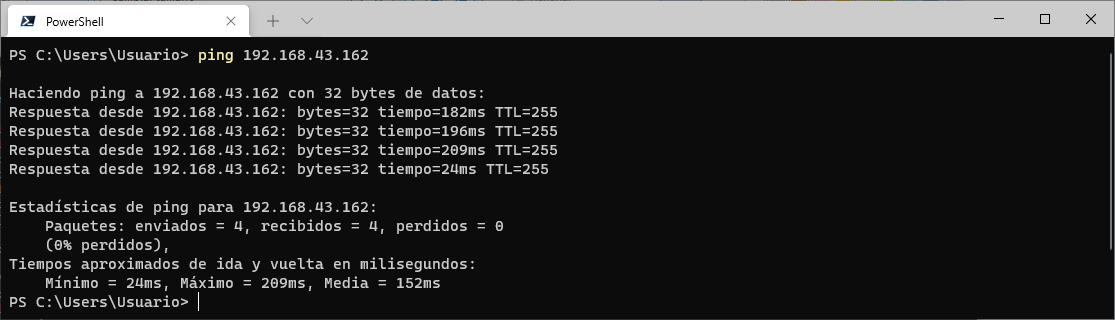 PowerShell
PS C:\Users\Usuario> ping 192.168.43.162
Haciendo ping a 192.168.43.162 con 32 bytes de datos:
Respuesta desde 192.168.43.162: bytes=32 tiempo=182ms TTL=255
Respuesta desde 192.168.43.162: bytes=32 tiempo=196ms TTL=255
Respuesta desde 192.168.43.162: bytes=32 tiempo=209ms TTL=255
Respuesta desde 192.168.43.162: bytes=32 tiempo=24ms TTL=255
Estadísticas de ping para 192.168.43.162:
Paquetes: enviados = 4, recibidos = 4, perdidos = 0
(0% perdidos),
Tiempos aproximados de ida y vuelta en milisegundos:
Mínimo = 24ms, Máximo = 209ms, Media = 152ms
PS C:\Users\Usuario>